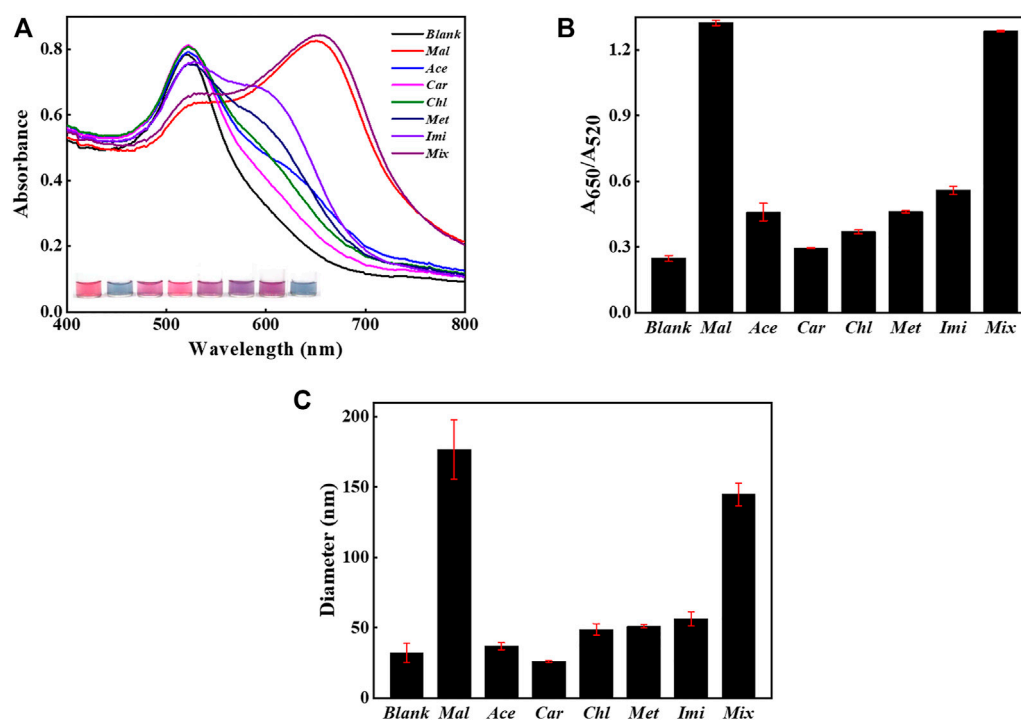 A
Absorbance
0.8
0.6
0.4
0.2
0.0
400 500 600 700 800
Wavelength (nm)
Blank
Mal
Ace
Car
Chl
Met
Imi
Mix
B
A650/A520
1.2
0.9
0.6
0.3
0.0
Blank Mal Ace Car Chl Met Imi Mix
C
Diameter (nm)
200
150
100
50
0
Blank Mal Ace Car Chl Met Imi Mix